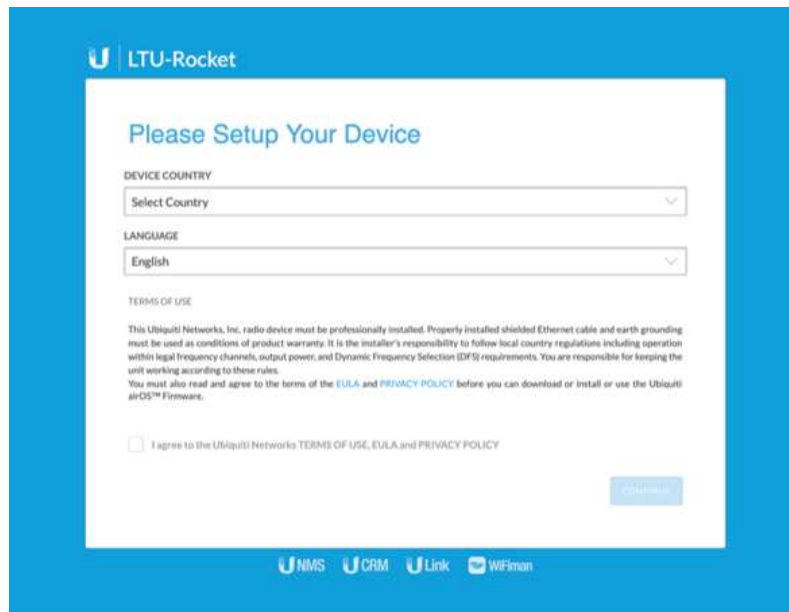 LTU-Rocket
Please Setup Your Device
DEVICE COUNTRY
Select Country
LANGUAGE
English
TERMS OF USE
This Ubiquiti Networks, Inc. radio device must be professionally installed. Properly installed shielded Ethernet cable and earth grounding
must be used as conditions of product warranty. It is the installer's responsibility to follow local country regulations including operation
within legal frequency channels, output power, and Dynamic Frequency Selection (DFS) requirements. You are responsible for keeping the
unit working according to these rules.
You must also read and agree to the terms of the EULA and PRIVACY POLICY before you can download or install or use the Ubiquiti
airOS™ Firmware.
I agree to the Ubiquiti Networks TERMS OF USE, EULA and PRIVACY POLICY
CONTINUE
U NMS U CRM U Link WiFiman